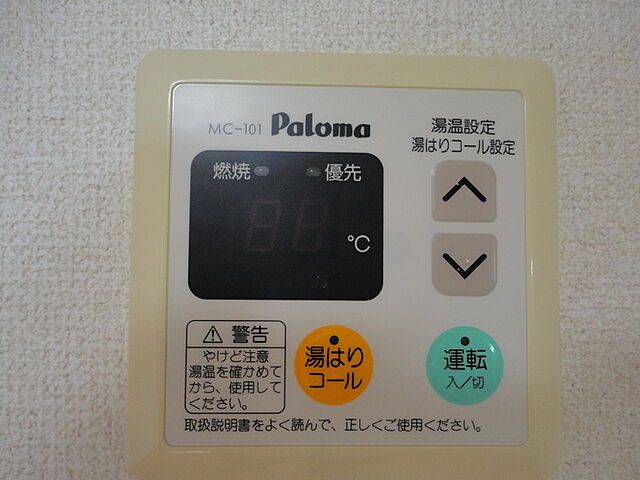 MC-101 Paloma
湯温設定
湯はりコール設定
燃焼 優先
℃
⚠ 警告
やけど注意
湯温を確かめて
から、使用して
ください。
湯はり
コール
運転
入／切
取扱説明書をよく読んで、正しくご使用ください。